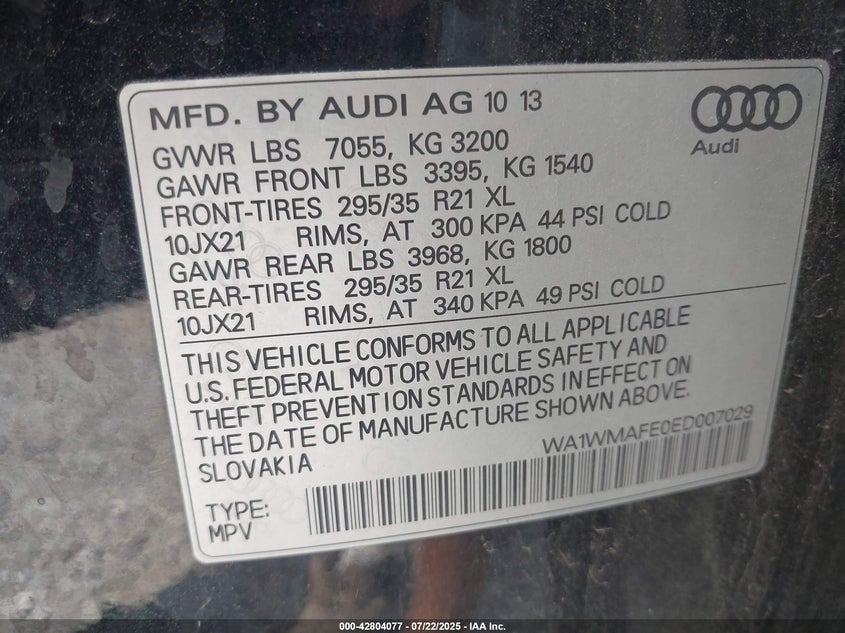 MFD. BY AUDI AG 10 13
Audi
GVWR LBS 7055, KG 3200
GAWR FRONT LBS 3395, KG 1540
FRONT-TIRES 295/35 R21 XL
10JX21 RIMS, AT 300 KPA 44 PSI COLD
GAWR REAR LBS 3968, KG 1800
REAR-TIRES 295/35 R21 XL
10JX21 RIMS, AT 340 KPA 49 PSI COLD
THIS VEHICLE CONFORMS TO ALL APPLICABLE
U.S. FEDERAL MOTOR VEHICLE SAFETY AND
THEFT PREVENTION STANDARDS IN EFFECT ON
THE DATE OF MANUFACTURE SHOWN ABOVE.
SLOVAKIA
WA1WMAFE0ED007029
TYPE:
MPV
000-42804077 - 07/22/2025 - IAA Inc.